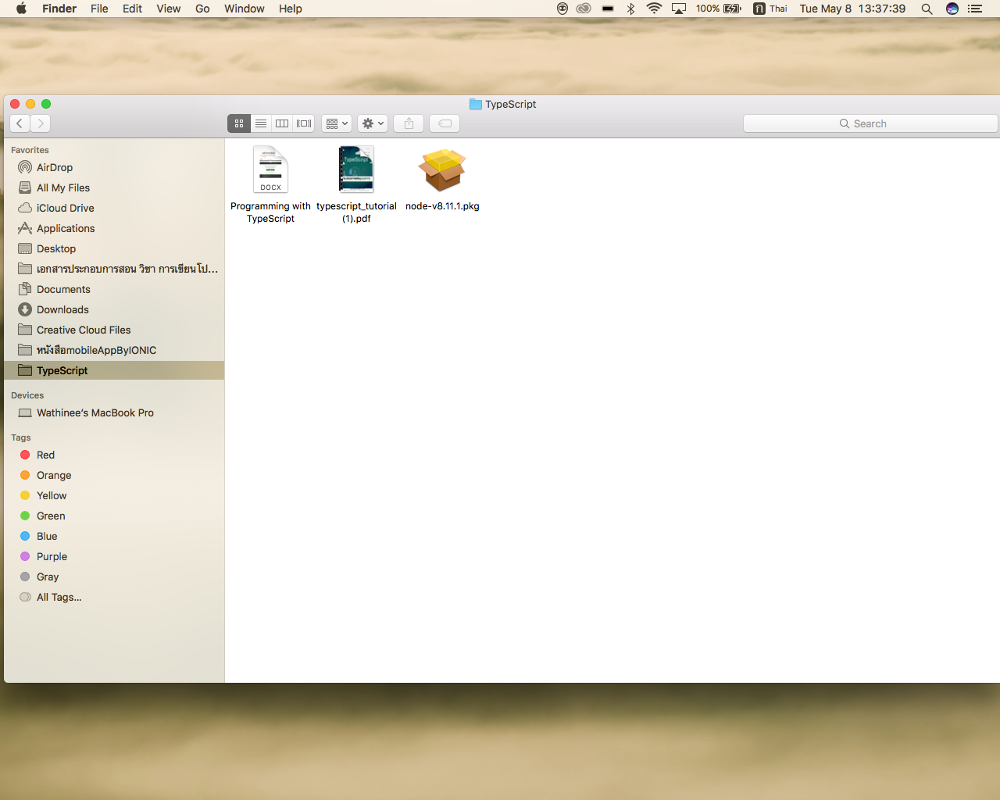 Finder File Edit View Go Window Help 100% ก Thai Tue May 8 13:37:39
TypeScript
Search
Favorites
AirDrop
All My Files
iCloud Drive
Applications
Desktop
เอกสารประกอบการสอน วิชา การเขียนโป...
Documents
Downloads
Creative Cloud Files
หนังสือmobileAppByIONIC
TypeScript
Devices
Wathinee's MacBook Pro
Tags
Red
Orange
Yellow
Green
Blue
Purple
Gray
All Tags...
DOCX
TypeScript
Programming with
TypeScript
typescript_tutorial
(1).pdf
node-v8.11.1.pkg